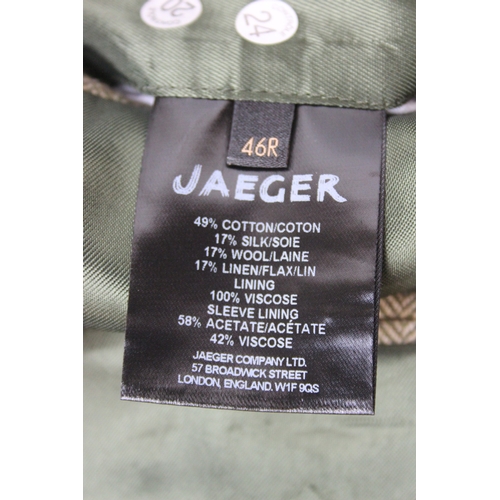 20
24
46R
JAEGER
49% COTTON/COTON
17% SILK/SOIE
17% WOOL/LAINE
17% LINEN/FLAX/LIN
LINING
100% VISCOSE
SLEEVE LINING
58% ACETATE/ACÉTATE
42% VISCOSE
JAEGER COMPANY LTD.
57 BROADWICK STREET
LONDON, ENGLAND. W1F 9QS